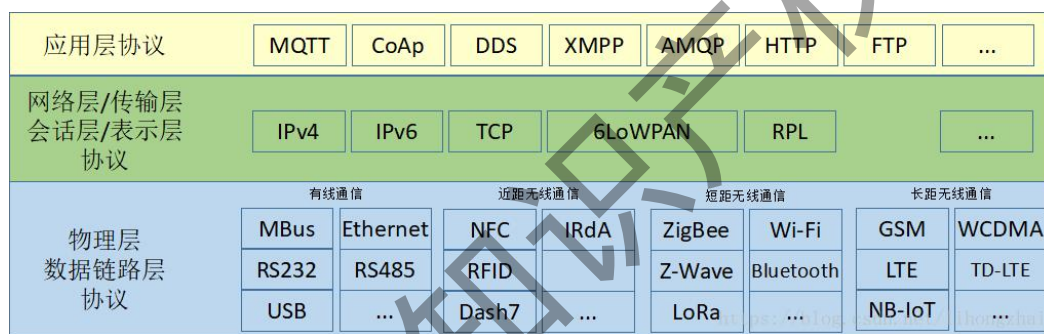 应用层协议 MQTT CoAp DDS XMPP AMQP HTTP FTP ...
网络层/传输层
会话层/表示层
协议
IPv4 IPv6 TCP 6LoWPAN RPL ...
有线通信 近距无线通信 短距无线通信 长距无线通信
物理层
数据链路层
协议
MBus Ethernet NFC IRdA ZigBee Wi-Fi GSM WCDMA
RS232 RS485 RFID Z-Wave Bluetooth LTE TD-LTE
USB ... Dash7 ... LoRa ... NB-IoT ...
知识产权